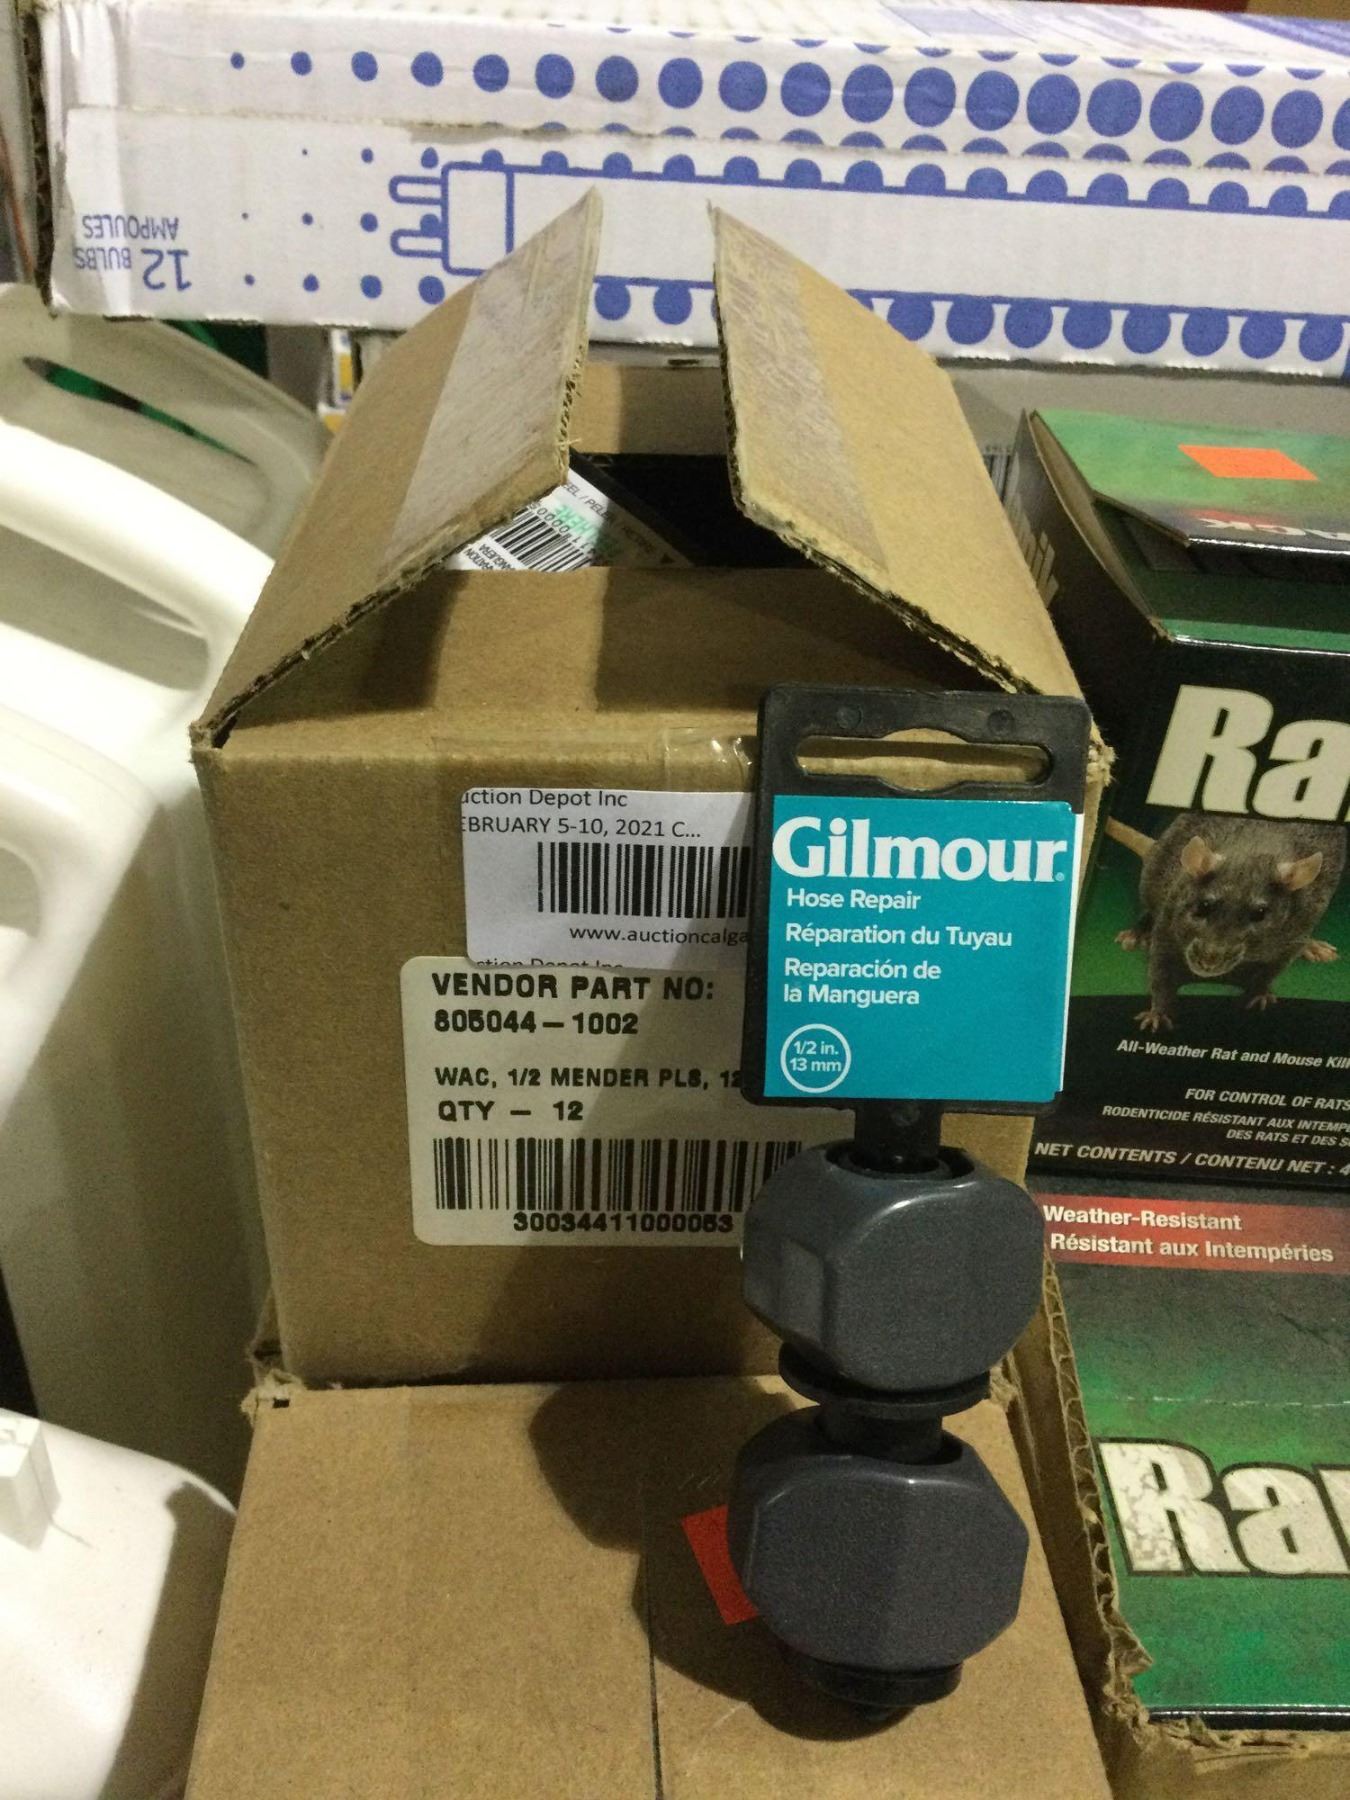 12 BULBS
AMPOULES
uction Depot Inc
EBRUARY 5-10, 2021 C...
www.auctioncalga
VENDOR PART NO:
805044-1002
WAC, 1/2 MENDER PLS, 12
QTY - 12
30034411000053
Gilmour
Hose Repair
Réparation du Tuyau
Reparación de
la Manguera
1/2 in.
13 mm
HERE
Ra
All-Weather Rat and Mouse Kil
FOR CONTROL OF RATS
RODENTICIDE RÉSISTANT AUX INTEMP
DES RATS ET DES S
NET CONTENTS / CONTENU NET : 4
Weather-Resistant
Résistant aux Intempéries
Ra